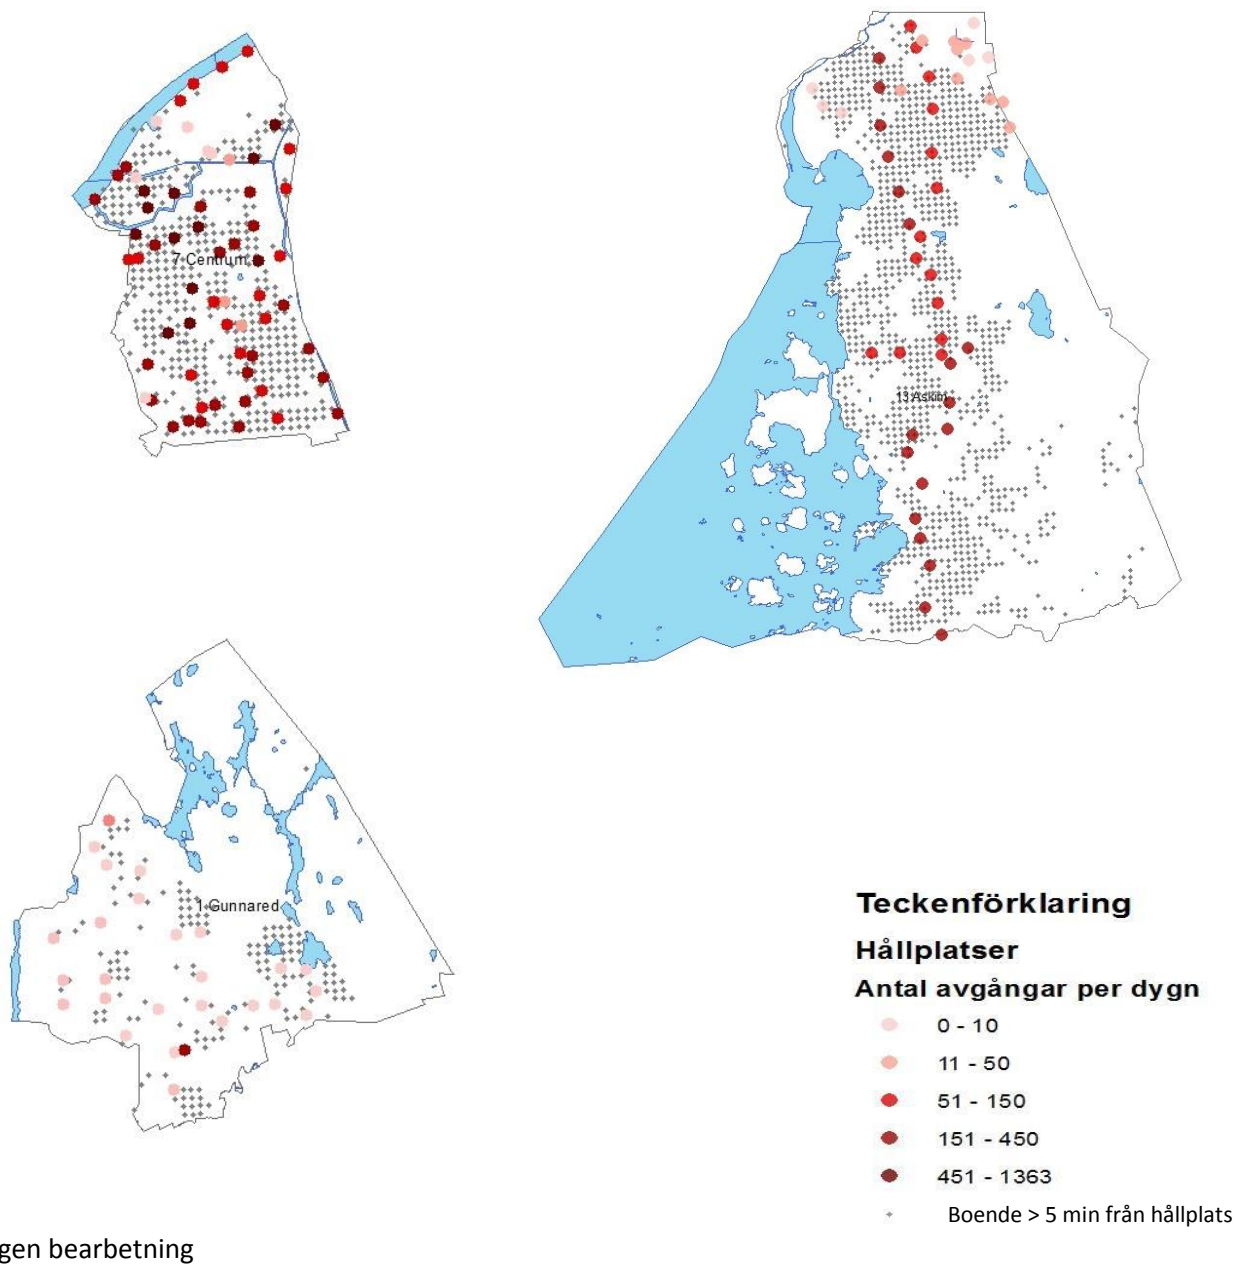 7 Centrum
13 Askim
1 Gunnared
Teckenförklaring
Hållplatser
Antal avgångar per dygn
0 - 10
11 - 50
51 - 150
151 - 450
451 - 1363
Boende > 5 min från hållplats
gen bearbetning